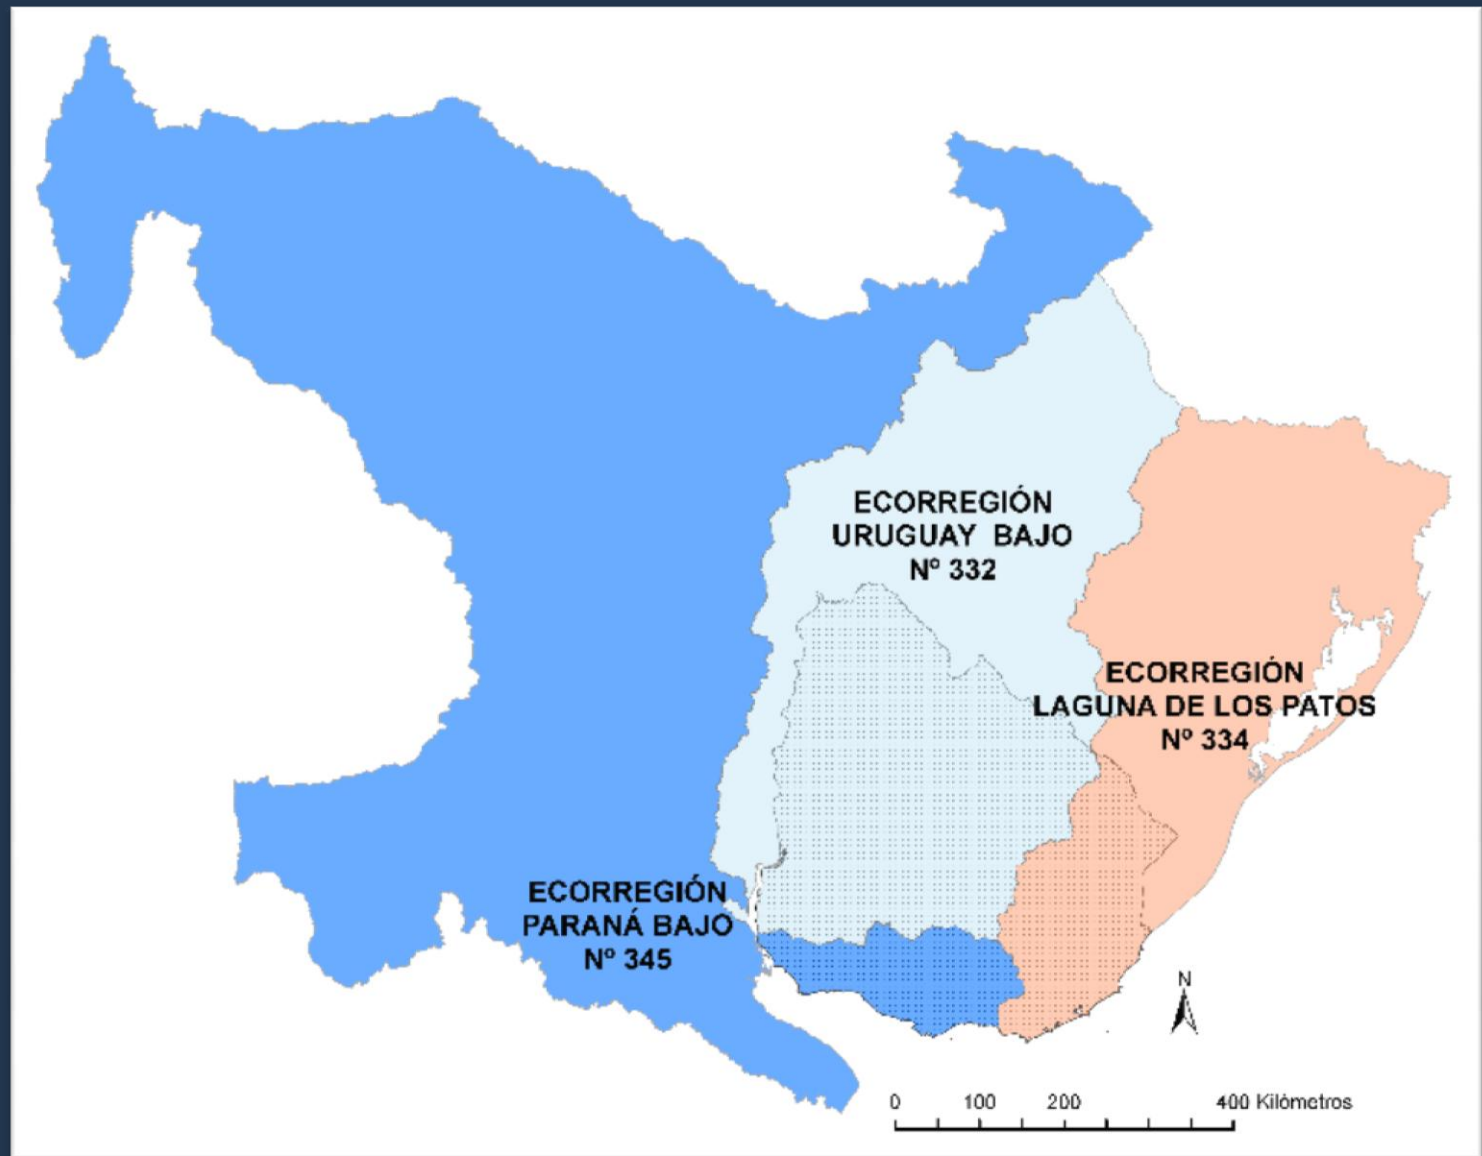 ECORREGIÓN
URUGUAY BAJO
Nº 332
ECORREGIÓN
LAGUNA DE LOS PATOS
Nº 334
ECORREGIÓN
PARANÁ BAJO
Nº 345
N
0 100 200 400 Kilómetros